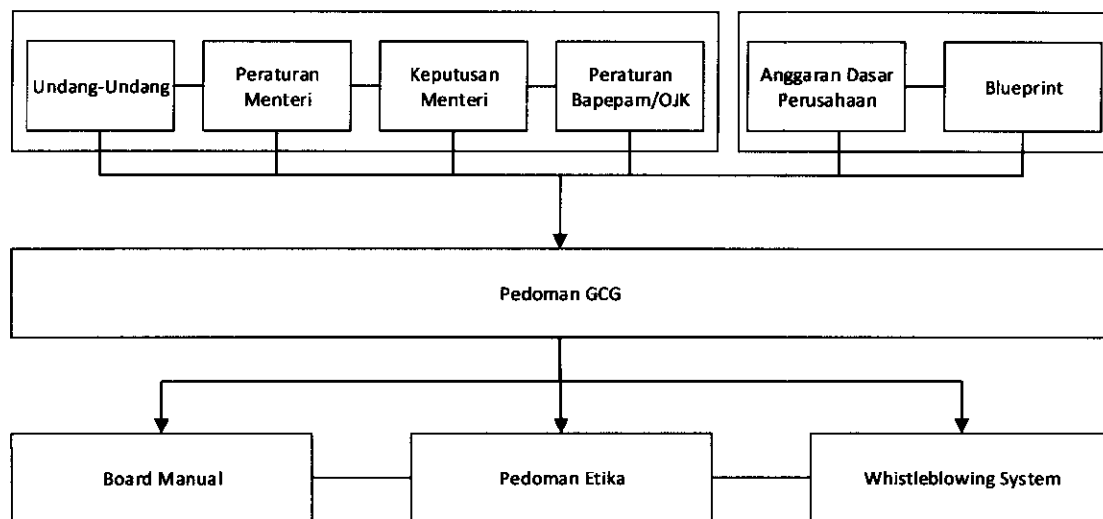 Undang-Undang
Peraturan
Menteri
Keputusan
Menteri
Peraturan
Bapepam/OJK
Anggaran Dasar
Perusahaan
Blueprint
Pedoman GCG
Board Manual
Pedoman Etika
Whistleblowing System